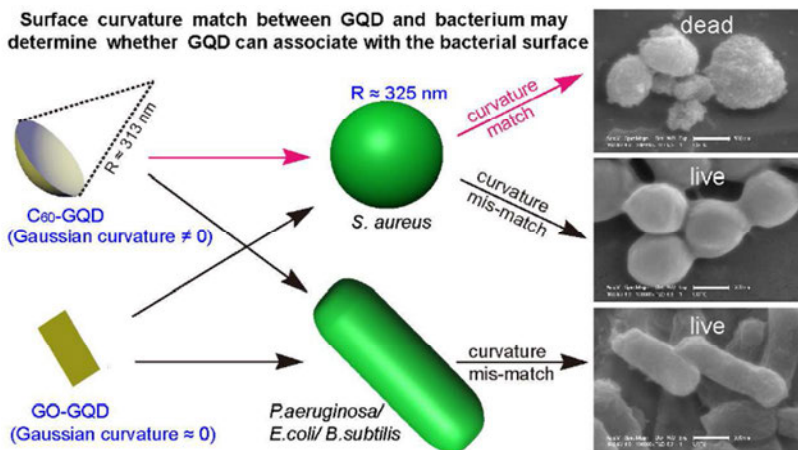 Surface curvature match between GQD and bacterium may
determine whether GQD can associate with the bacterial surface
R ≈ 313 nm
C₆₀-GQD
(Gaussian curvature ≠ 0)
R ≈ 325 nm
S. aureus
curvature
match
curvature
mis-match
GO-GQD
(Gaussian curvature ≈ 0)
P.aeruginosa/
E.coli/ B.subtilis
curvature
mis-match
dead
live
live